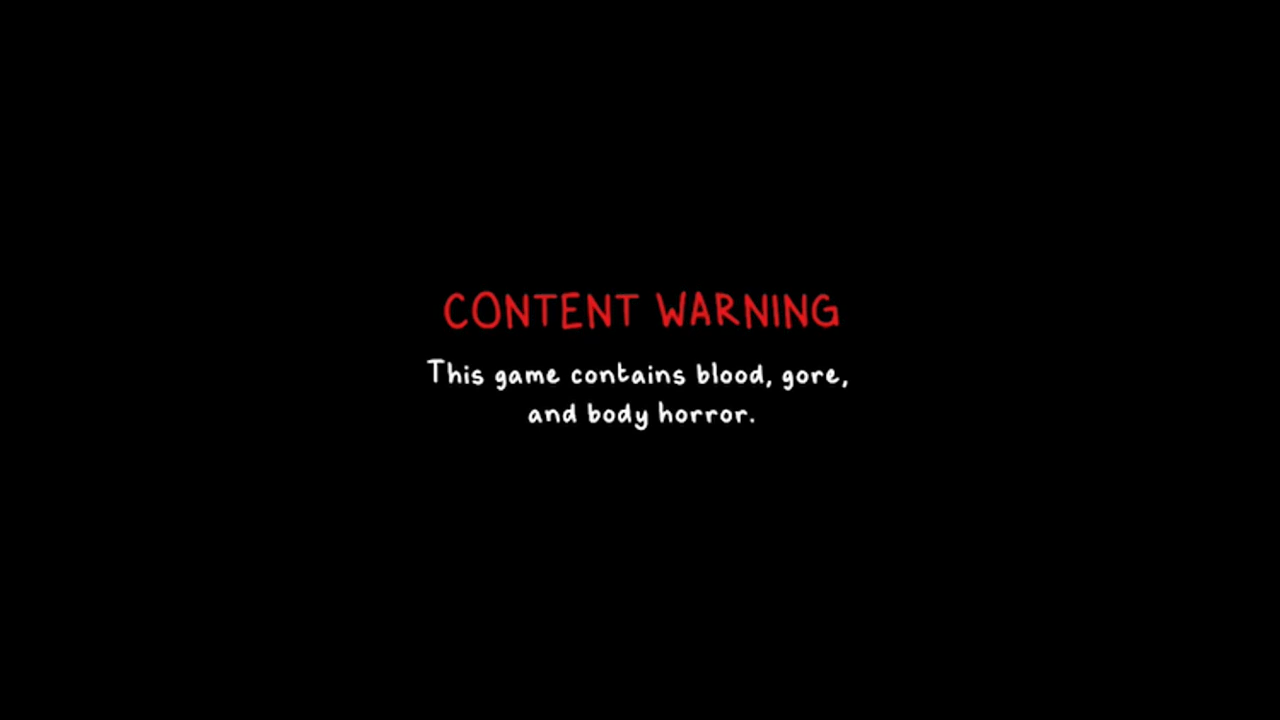 CONTENT WARNING
This game contains blood, gore,
and body horror.